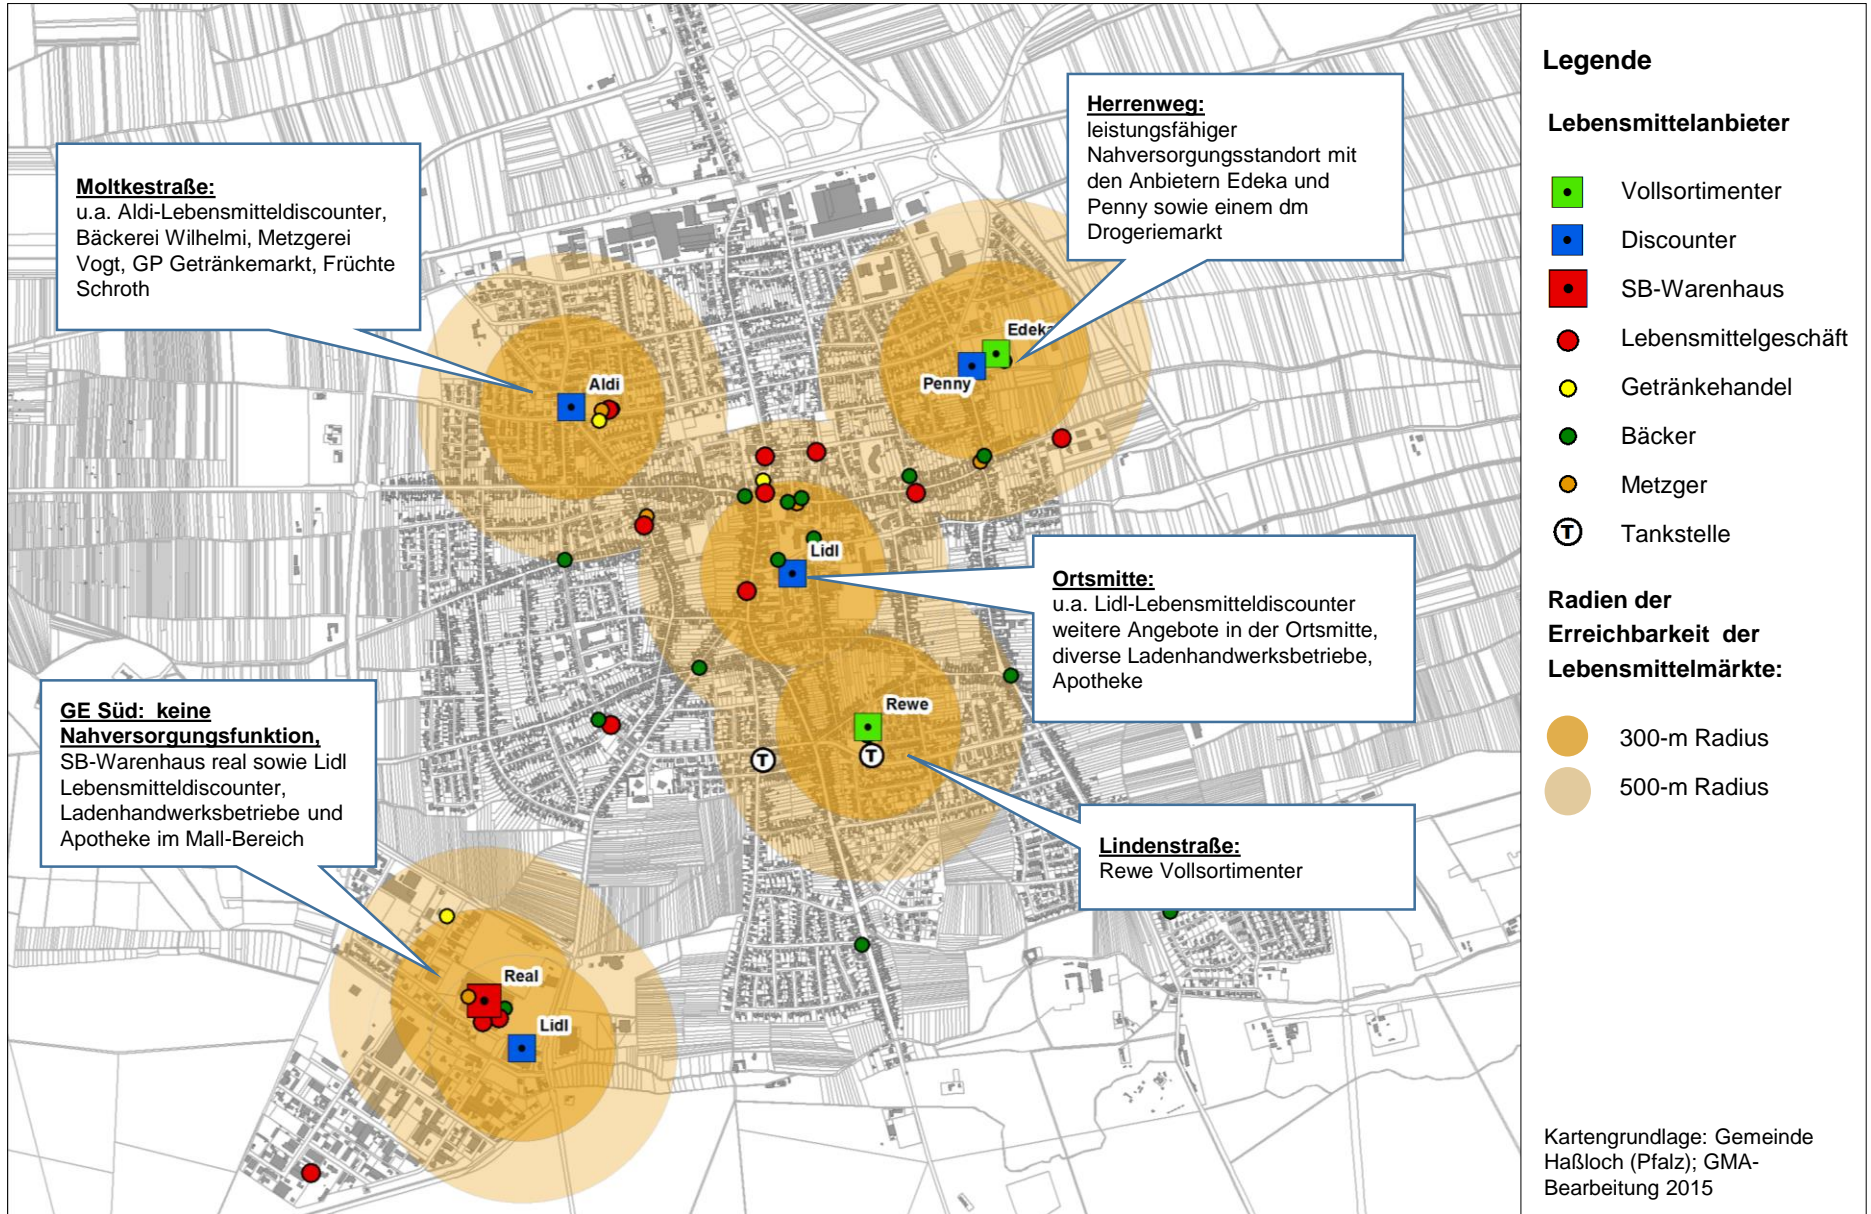 Moltkestraße:
u.a. Aldi-Lebensmitteldiscounter,
Bäckerei Wilhelmi, Metzgerei
Vogt, GP Getränkemarkt, Früchte
Schroth
Herrenweg:
leistungsfähiger
Nahversorgungsstandort mit
den Anbietern Edeka und
Penny sowie einem dm
Drogeriemarkt
Edeka
Penny
Aldi
Lidl
Ortsmitte:
u.a. Lidl-Lebensmitteldiscounter
weitere Angebote in der Ortsmitte,
diverse Ladenhandwerksbetriebe,
Apotheke
GE Süd: keine
Nahversorgungsfunktion,
SB-Warenhaus real sowie Lidl
Lebensmitteldiscounter,
Ladenhandwerksbetriebe und
Apotheke im Mall-Bereich
Rewe
T
T
Lindenstraße:
Rewe Vollsortimenter
Real
Lidl
Legende
Lebensmittelanbieter
Vollsortimenter
Discounter
SB-Warenhaus
Lebensmittelgeschäft
Getränkehandel
Bäcker
Metzger
T Tankstelle
Radien der
Erreichbarkeit der
Lebensmittelmärkte:
300-m Radius
500-m Radius
Kartengrundlage: Gemeinde
Haßloch (Pfalz); GMA-
Bearbeitung 2015